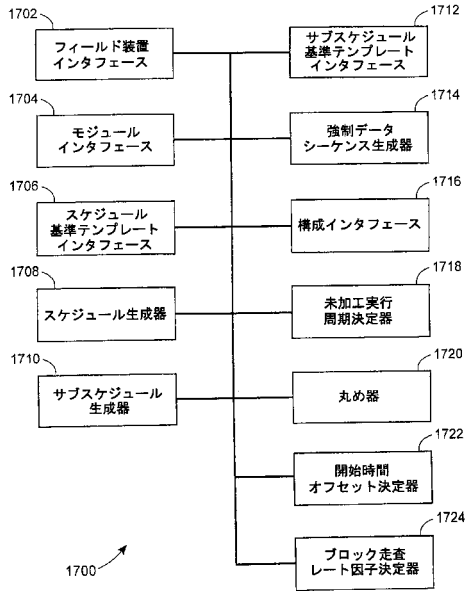 1702
フィールド装置
インタフェース
1704
モジュール
インタフェース
1706
スケジュール
基準テンプレート
インタフェース
1708
スケジュール生成器
1710
サブスケジュール
生成器
1712
サブスケジュール
基準テンプレート
インタフェース
1714
強制データ
シーケンス生成器
1716
構成インタフェース
1718
未加工実行
周期決定器
1720
丸め器
1722
開始時間
オフセット決定器
1724
ブロック走査
レート因子決定器
1700